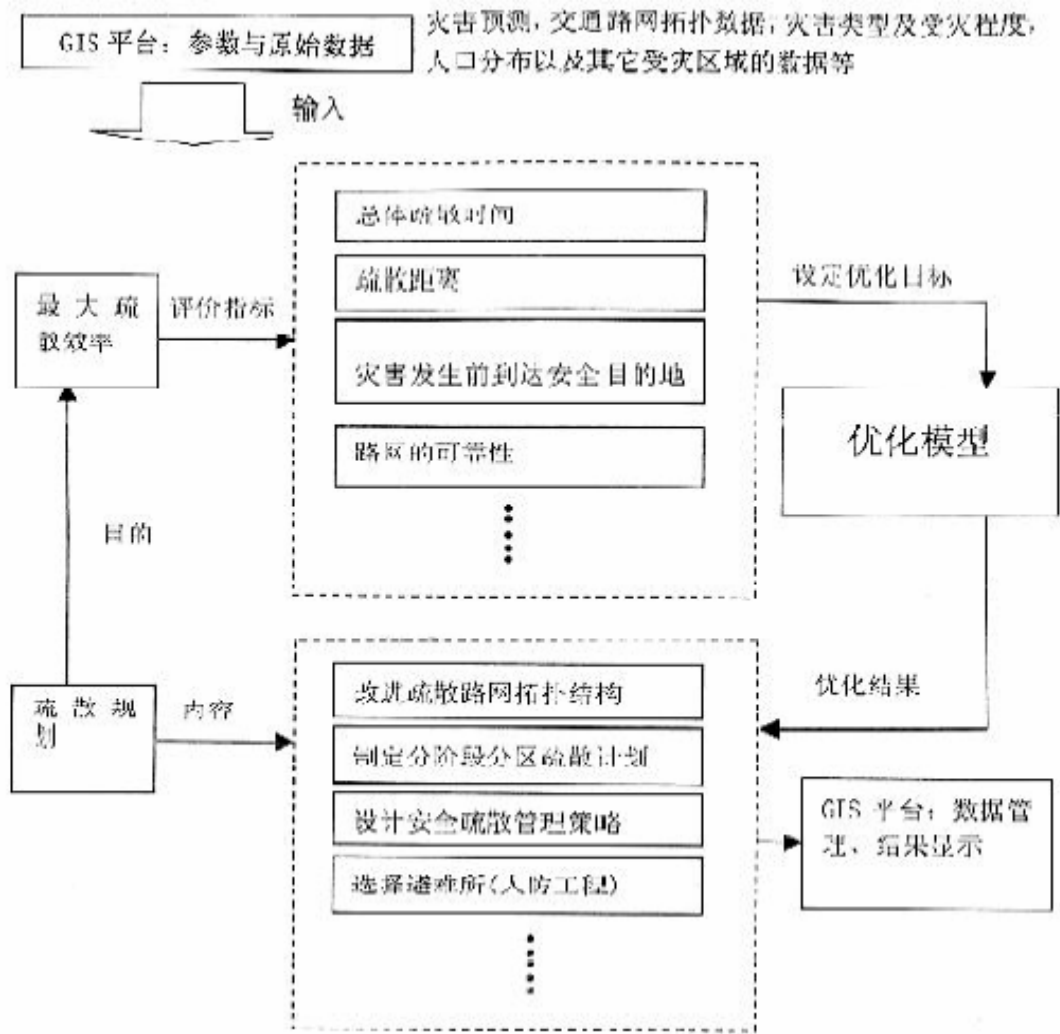 GIS 平台：参数与原始数据
灾害预测，交通路网拓扑数据；灾害类型及受灾程度，
人口分布以及其它受灾区域的数据等
输入
总体疏散时间
疏散距离
灾害发生前到达安全目的地
路网的可靠性
最大疏
散效率
评价指标
设定优化目标
优化模型
目的
疏散规
划
内容
改进疏散路网拓扑结构
制定分阶段分区疏散计划
设计安全疏散管理策略
选择避难所(人防工程)
优化结果
GIS 平台：数据管
理、结果显示